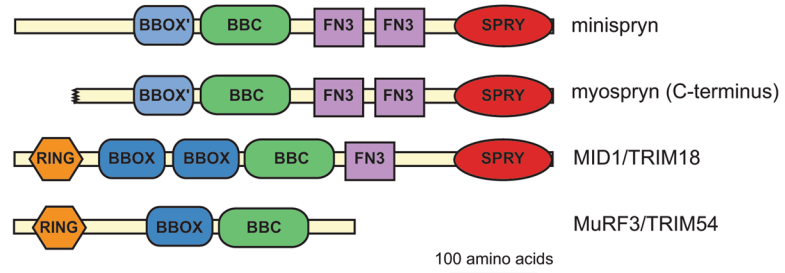 BBOX' BBC FN3 FN3 SPRY minispryn
BBOX' BBC FN3 FN3 SPRY myospryn (C-terminus)
RING BBOX BBOX BBC FN3 SPRY MID1/TRIM18
RING BBOX BBC MuRF3/TRIM54
100 amino acids